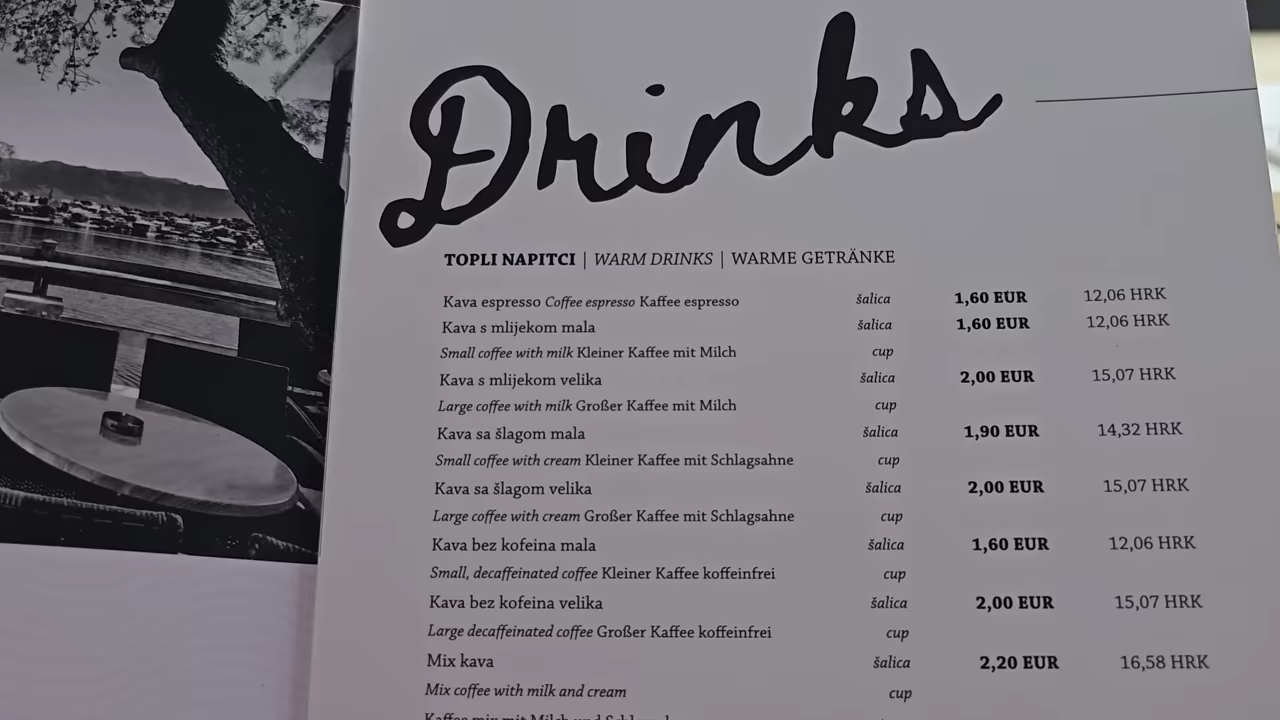 Drinks
TOPLI NAPITCI | WARM DRINKS | WARME GETRÄNKE
Kava espresso Coffee espresso Kaffee espresso šalica 1,60 EUR 12,06 HRK
Kava s mlijekom mala šalica 1,60 EUR 12,06 HRK
Small coffee with milk Kleiner Kaffee mit Milch cup
Kava s mlijekom velika šalica 2,00 EUR 15,07 HRK
Large coffee with milk Großer Kaffee mit Milch cup
Kava sa šlagom mala šalica 1,90 EUR 14,32 HRK
Small coffee with cream Kleiner Kaffee mit Schlagsahne cup
Kava sa šlagom velika šalica 2,00 EUR 15,07 HRK
Large coffee with cream Großer Kaffee mit Schlagsahne cup
Kava bez kofeina mala šalica 1,60 EUR 12,06 HRK
Small, decaffeinated coffee Kleiner Kaffee koffeinfrei cup
Kava bez kofeina velika šalica 2,00 EUR 15,07 HRK
Large decaffeinated coffee Großer Kaffee koffeinfrei cup
Mix kava šalica 2,20 EUR 16,58 HRK
Mix coffee with milk and cream cup
Kaffee mix mit Milch und